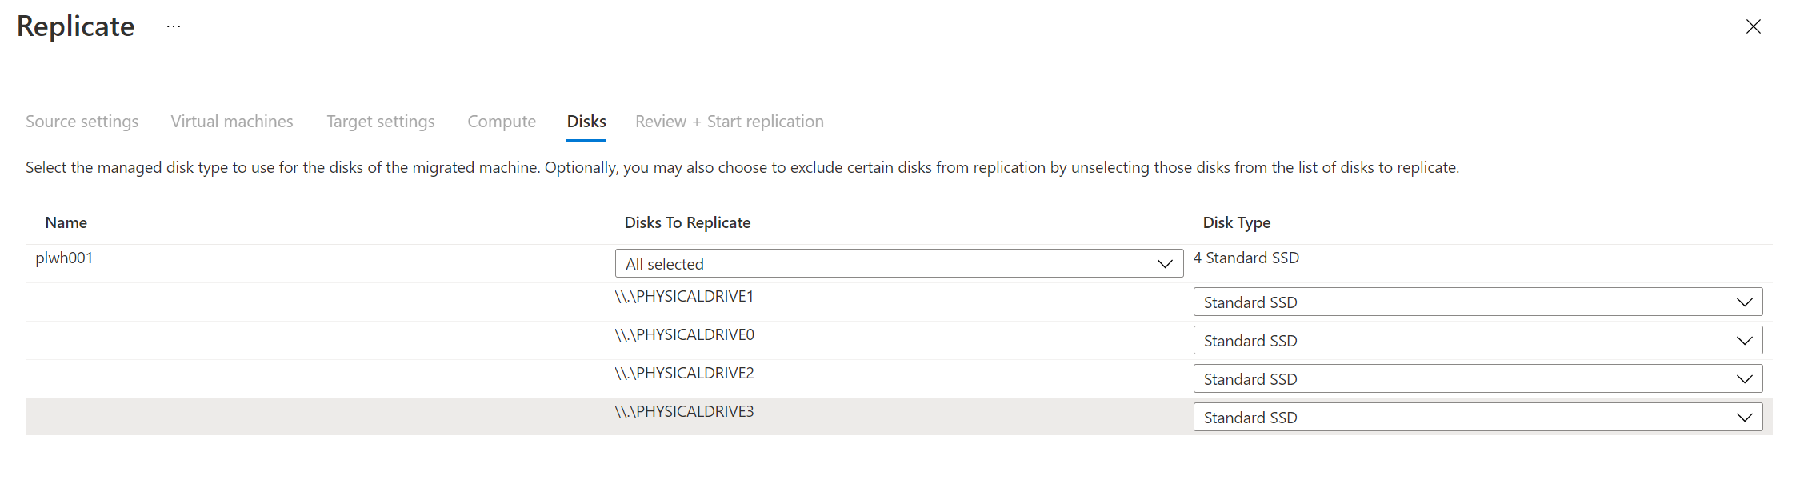 Replicate ...
Source settings Virtual machines Target settings Compute Disks Review + Start replication
Select the managed disk type to use for the disks of the migrated machine. Optionally, you may also choose to exclude certain disks from replication by unselecting those disks from the list of disks to replicate.
Name Disks To Replicate Disk Type
plwh001 All selected 4 Standard SSD
\\.\PHYSICALDRIVE1 Standard SSD
\\.\PHYSICALDRIVE0 Standard SSD
\\.\PHYSICALDRIVE2 Standard SSD
\\.\PHYSICALDRIVE3 Standard SSD